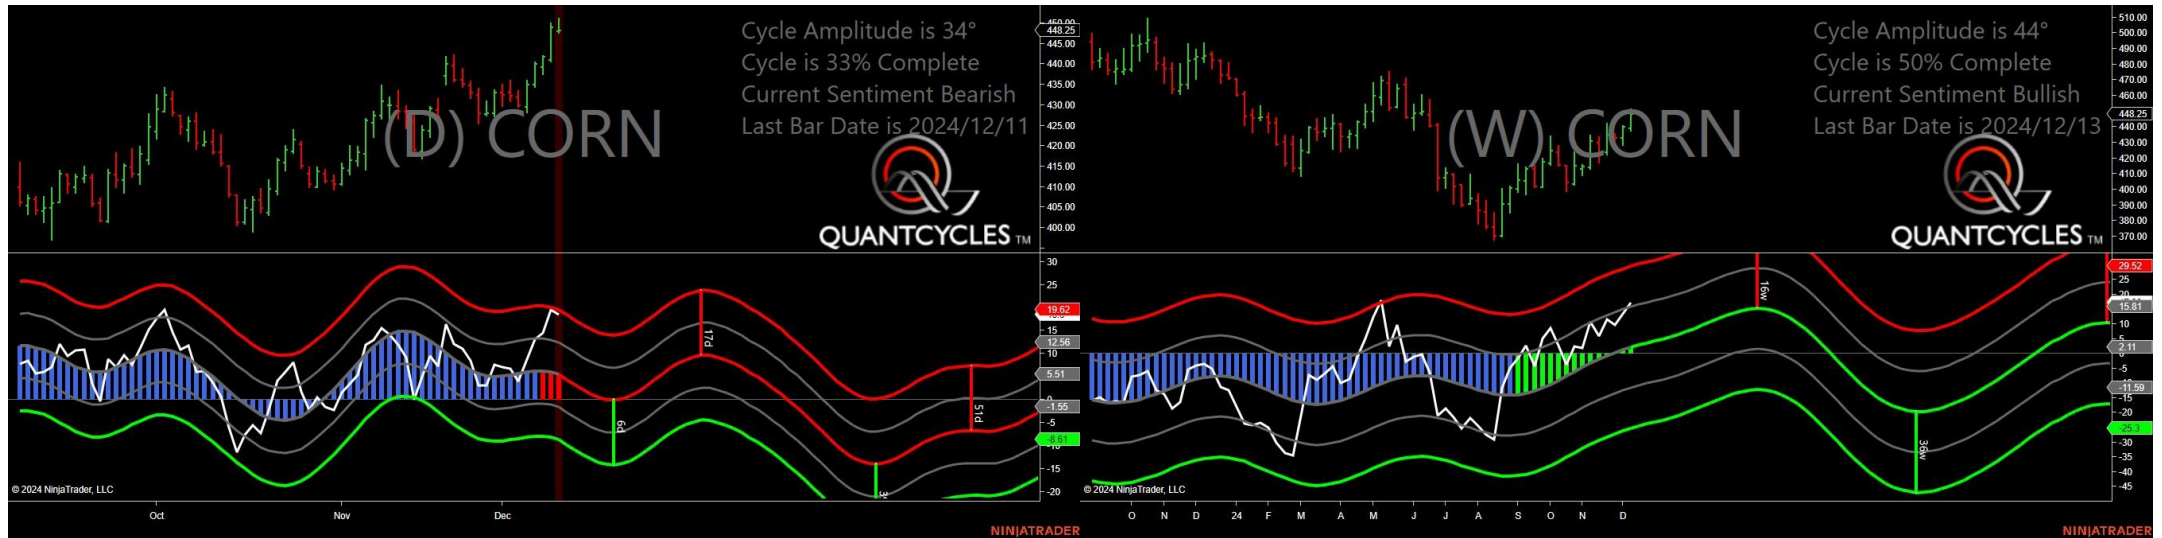 Cycle Amplitude is 34°
Cycle is 33% Complete
Current Sentiment Bearish
Last Bar Date is 2024/12/11
(D) CORN
QUANTCYCLES TM
450.00
448.25
445.00
440.00
435.00
430.00
425.00
420.00
415.00
410.00
405.00
400.00
30
25
19.62
15
12.56
10
5.51
0
-1.55
-5
-8.61
-15
-20
17d
6d
51d
© 2024 NinjaTrader, LLC
Oct
Nov
Dec
NINJATRADER
Cycle Amplitude is 44°
Cycle is 50% Complete
Current Sentiment Bullish
Last Bar Date is 2024/12/13
(W) CORN
QUANTCYCLES TM
510.00
500.00
490.00
480.00
470.00
460.00
448.25
440.00
430.00
420.00
410.00
400.00
390.00
380.00
370.00
29.52
25
15.81
10
2.11
-5
-11.59
-15
-20
-25.3
-30
-35
-40
-45
16w
36w
© 2024 NinjaTrader, LLC
O N D 24 F M A M J J A S O N D
NINJATRADER